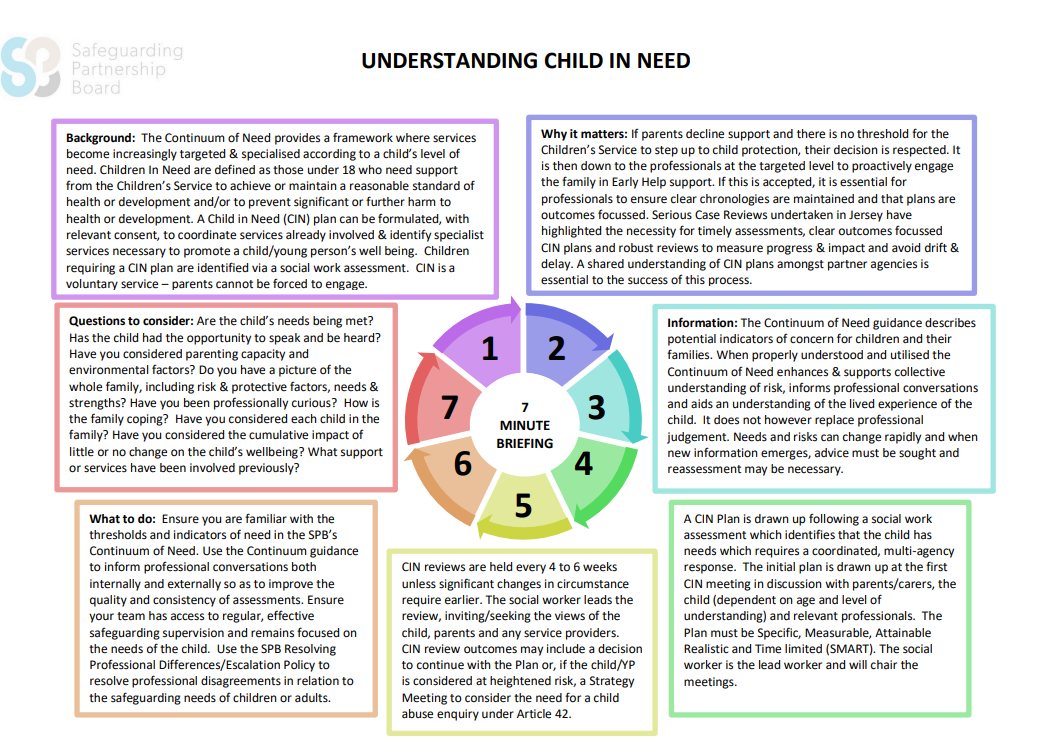 Safeguarding
Partnership
Board
UNDERSTANDING CHILD IN NEED
Background: The Continuum of Need provides a framework where services
become increasingly targeted & specialised according to a child's level of
need. Children In Need are defined as those under 18 who need support
from the Children's Service to achieve or maintain a reasonable standard of
health or development and/or to prevent significant or further harm to
health or development. A Child in Need (CIN) plan can be formulated, with
relevant consent, to coordinate services already involved & identify specialist
services necessary to promote a child/young person's well being. Children
requiring a CIN plan are identified via a social work assessment. CIN is a
voluntary service – parents cannot be forced to engage.
Why it matters: If parents decline support and there is no threshold for the
Children's Service to step up to child protection, their decision is respected. It
is then down to the professionals at the targeted level to proactively engage
the family in Early Help support. If this is accepted, it is essential for
professionals to ensure clear chronologies are maintained and that plans are
outcomes focussed. Serious Case Reviews undertaken in Jersey have
highlighted the necessity for timely assessments, clear outcomes focussed
CIN plans and robust reviews to measure progress & impact and avoid drift &
delay. A shared understanding of CIN plans amongst partner agencies is
essential to the success of this process.
Information: The Continuum of Need guidance describes
potential indicators of concern for children and their
families. When properly understood and utilised the
Continuum of Need enhances & supports collective
understanding of risk, informs professional conversations
and aids an understanding of the lived experience of the
child. It does not however replace professional
judgement. Needs and risks can change rapidly and when
new information emerges, advice must be sought and
reassessment may be necessary.
A CIN Plan is drawn up following a social work
assessment which identifies that the child has
needs which requires a coordinated, multi-agency
response. The initial plan is drawn up at the first
CIN meeting in discussion with parents/carers, the
child (dependent on age and level of
understanding) and relevant professionals. The
Plan must be Specific, Measurable, Attainable
Realistic and Time limited (SMART). The social
worker is the lead worker and will chair the
meetings.
CIN reviews are held every 4 to 6 weeks
unless significant changes in circumstance
require earlier. The social worker leads the
review, inviting/seeking the views of the
child, parents and any service providers.
CIN review outcomes may include a decision
to continue with the Plan or, if the child/YP
is considered at heightened risk, a Strategy
Meeting to consider the need for a child
abuse enquiry under Article 42.
What to do: Ensure you are familiar with the
thresholds and indicators of need in the SPB's
Continuum of Need. Use the Continuum guidance
to inform professional conversations both
internally and externally so as to improve the
quality and consistency of assessments. Ensure
your team has access to regular, effective
safeguarding supervision and remains focused on
the needs of the child. Use the SPB Resolving
Professional Differences/Escalation Policy to
resolve professional disagreements in relation to
the safeguarding needs of children or adults.
Questions to consider: Are the child's needs being met?
Has the child had the opportunity to speak and be heard?
Have you considered parenting capacity and
environmental factors? Do you have a picture of the
whole family, including risk & protective factors, needs &
strengths? Have you been professionally curious? How is
the family coping? Have you considered each child in the
family? Have you considered the cumulative impact of
little or no change on the child's wellbeing? What support
or services have been involved previously?
1
2
3
4
5
6
7
7
MINUTE
BRIEFING